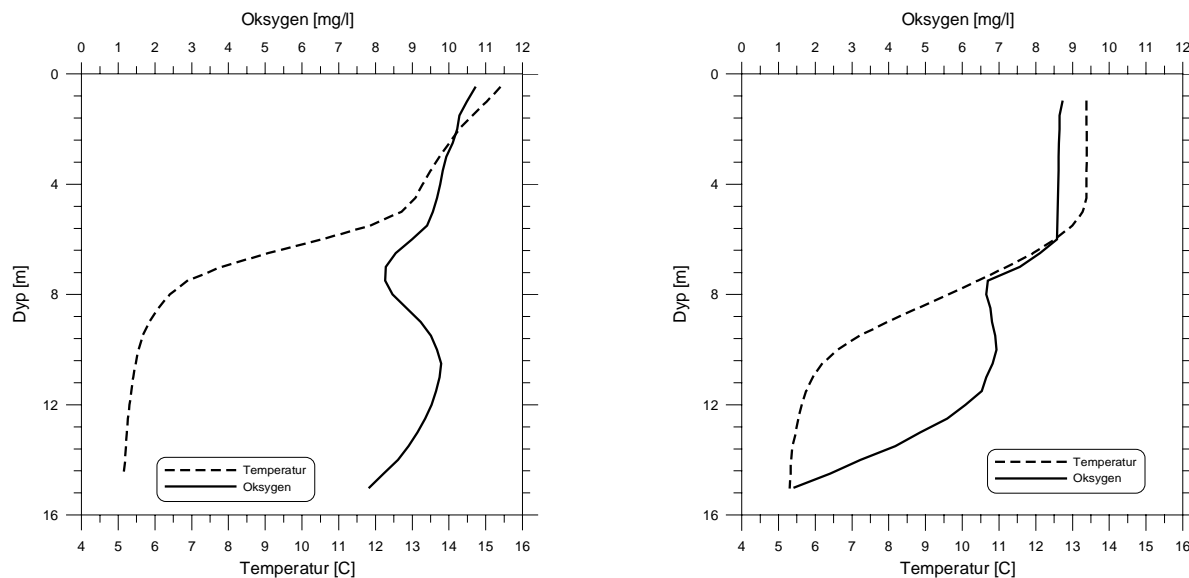 Oksygen [mg/l]
0 1 2 3 4 5 6 7 8 9 10 11 12
0
4
8
12
16
Dyp [m]
Temperatur
Oksygen
4 5 6 7 8 9 10 11 12 13 14 15 16
Temperatur [C]
Oksygen [mg/l]
0 1 2 3 4 5 6 7 8 9 10 11 12
0
4
8
12
16
Dyp [m]
Temperatur
Oksygen
4 5 6 7 8 9 10 11 12 13 14 15 16
Temperatur [C]